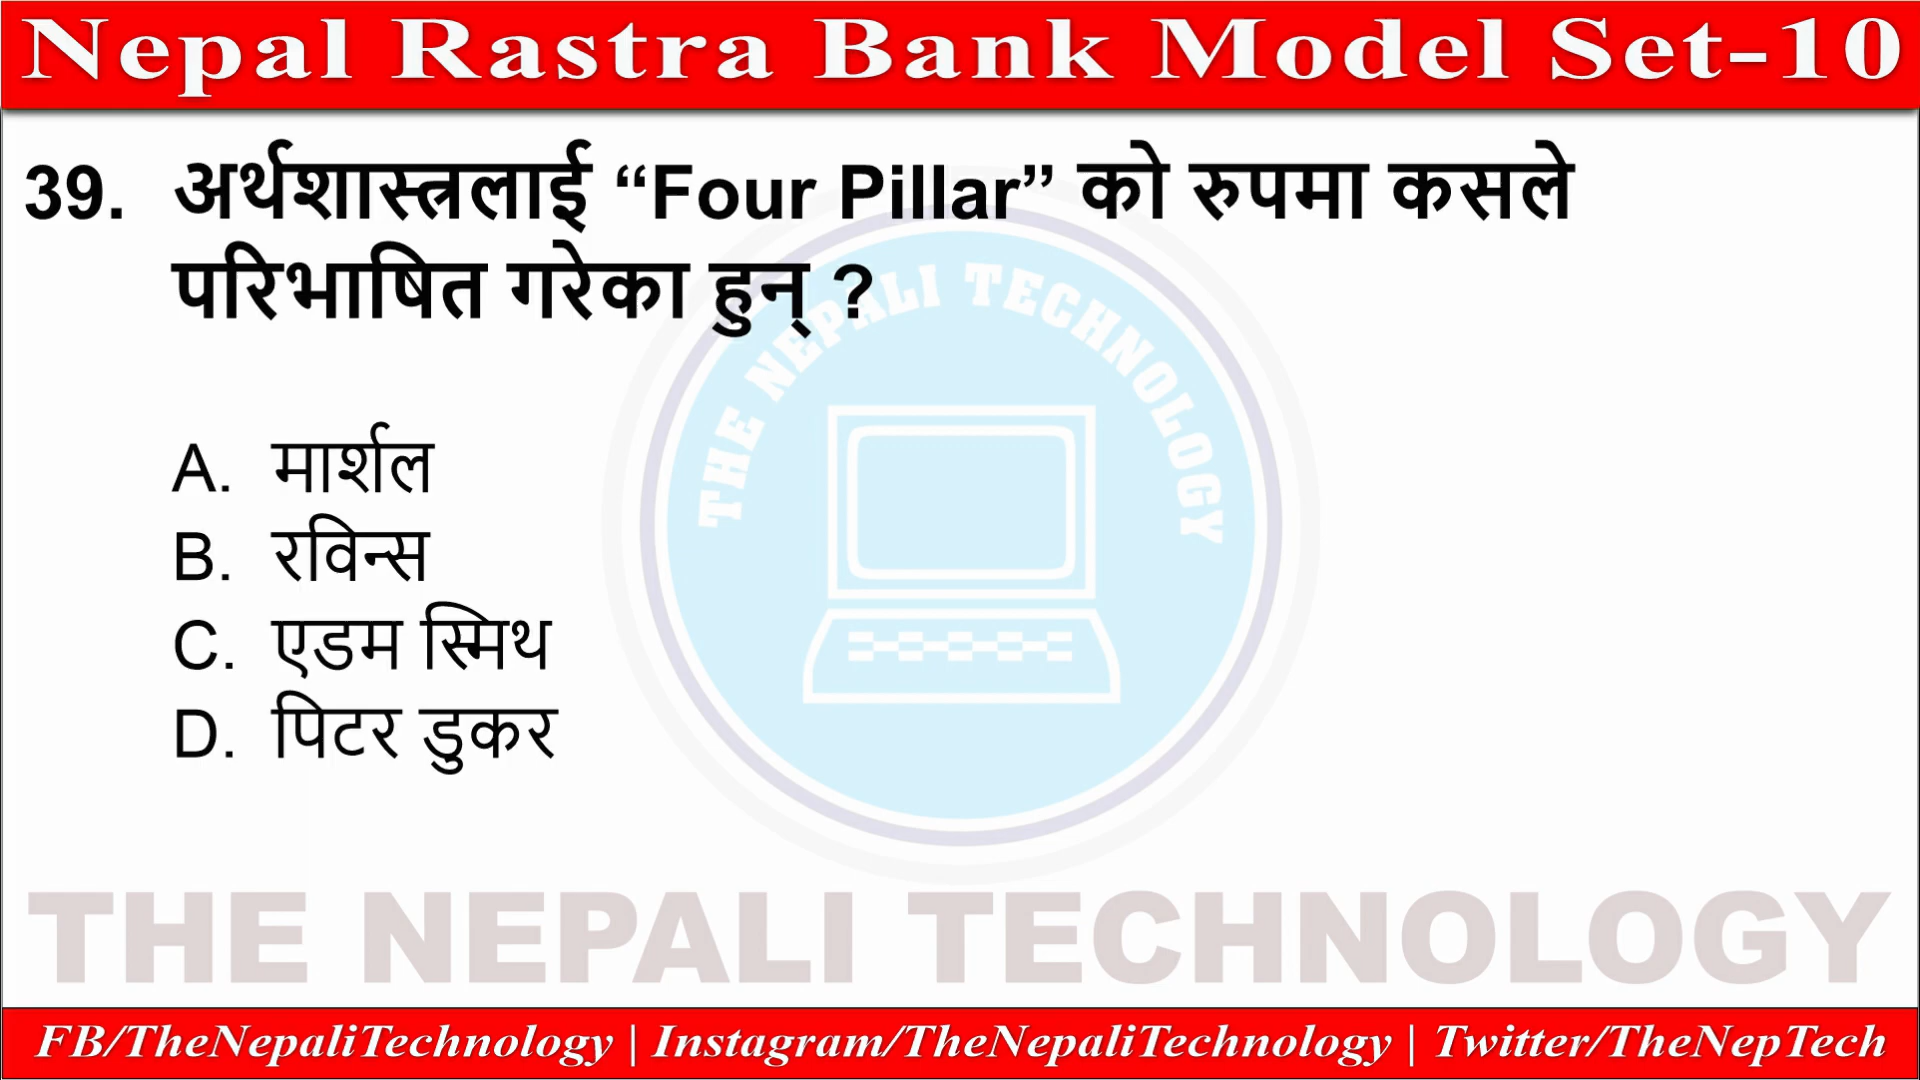 Nepal Rastra Bank Model Set-10
39. अर्थशास्त्रलाई “Four Pillar” को रुपमा कसले
परिभाषित गरेका हुन् ?
THE NEPALI TECHNOLOGY
A. मार्शल
B. रविन्स
C. एडम स्मिथ
D. पिटर डुकर
THE NEPALI TECHNOLOGY
FB/TheNepaliTechnology | Instagram/TheNepaliTechnology | Twitter/TheNepTech